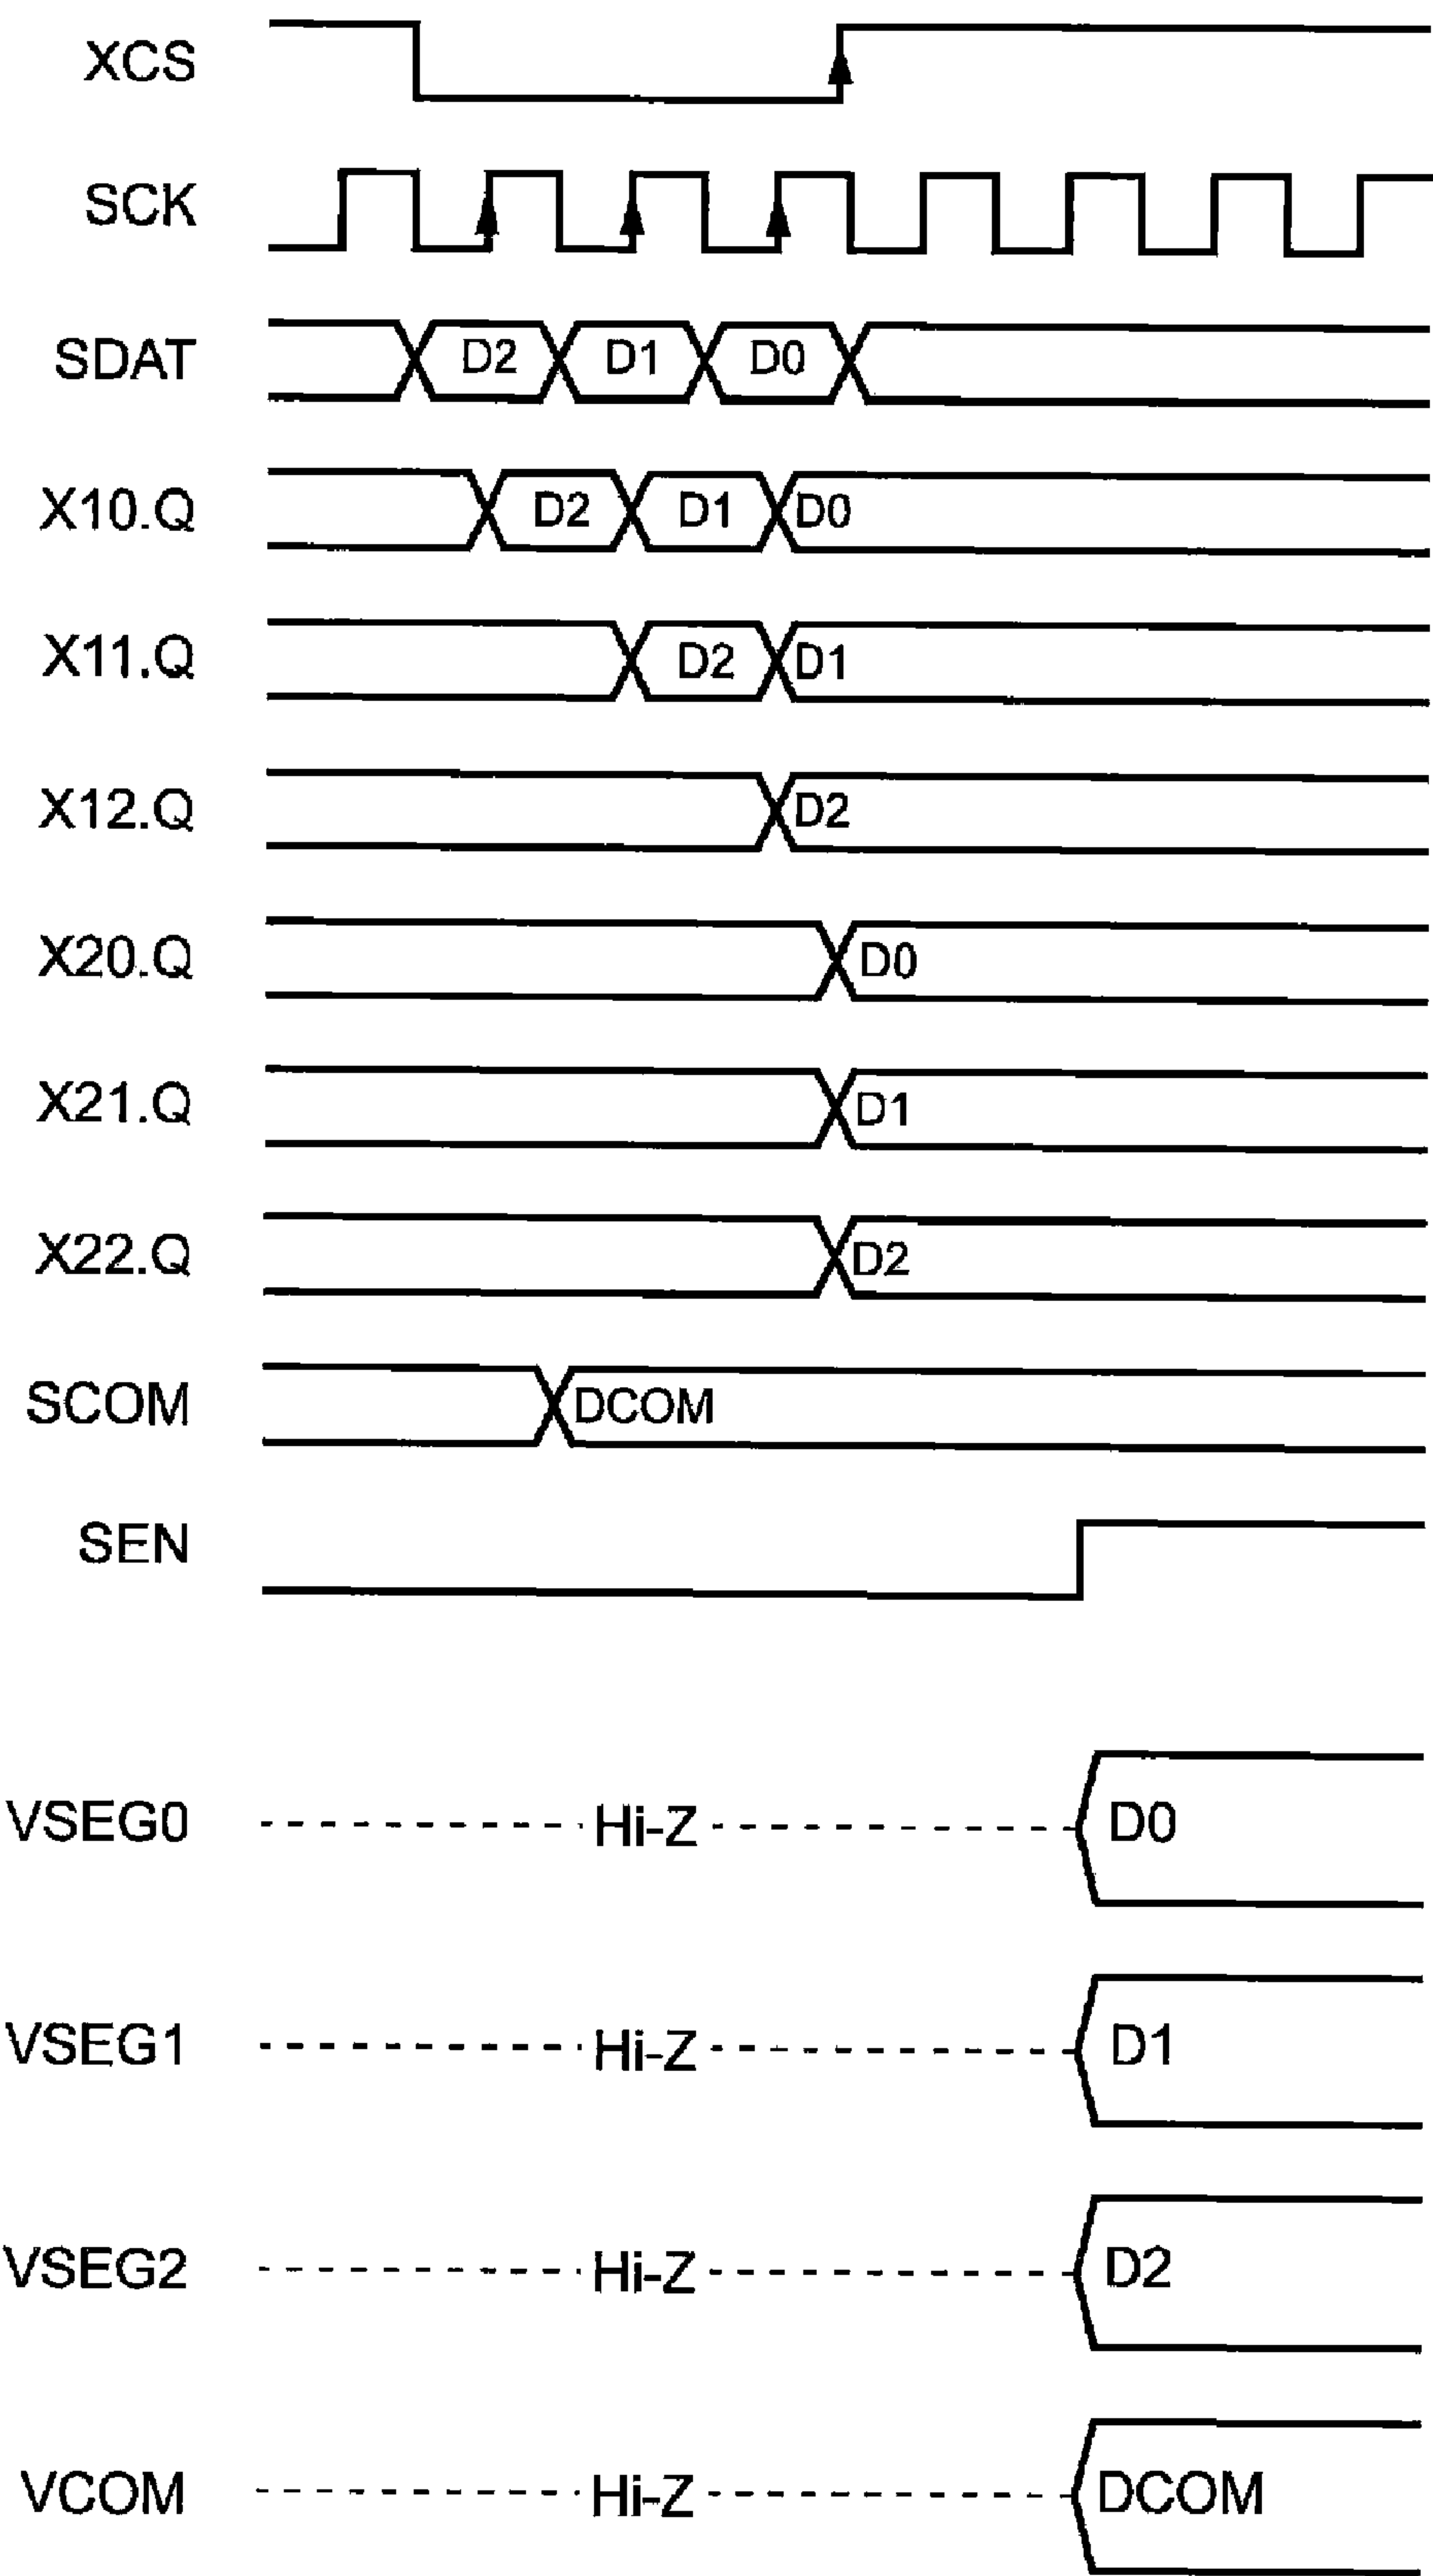 XCS
SCK
SDAT D2 D1 D0
X10.Q D2 D1 D0
X11.Q D2 D1
X12.Q D2
X20.Q D0
X21.Q D1
X22.Q D2
SCOM DCOM
SEN
VSEG0 Hi-Z D0
VSEG1 Hi-Z D1
VSEG2 Hi-Z D2
VCOM Hi-Z DCOM